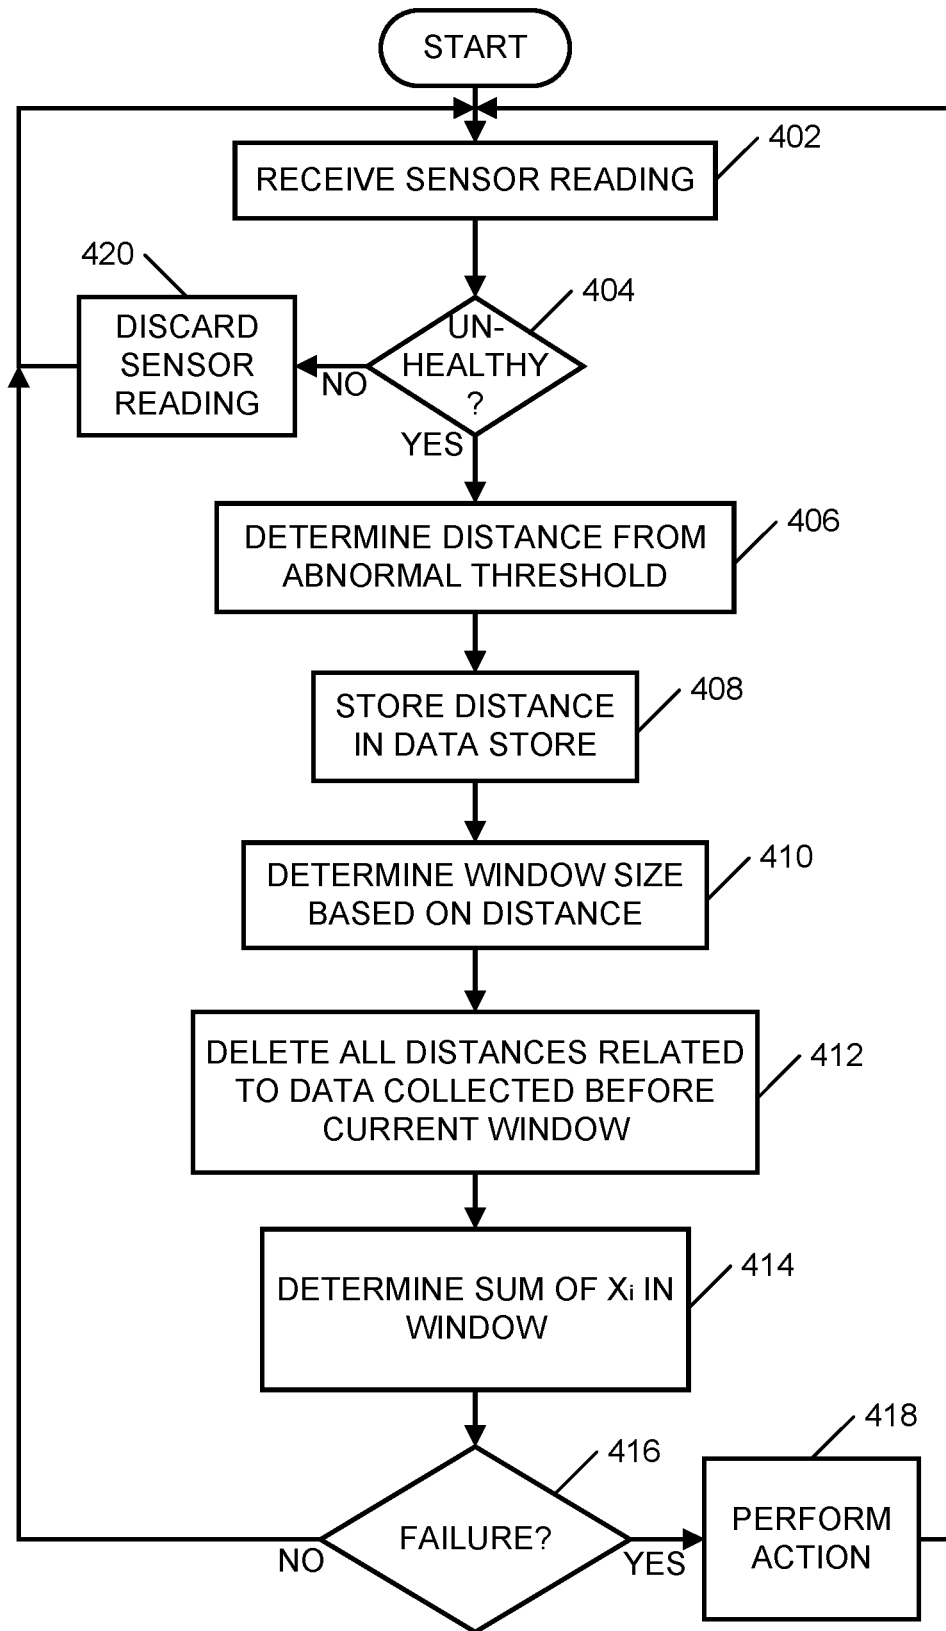 START
402
RECEIVE SENSOR READING
420
404
DISCARD
SENSOR
READING
UN-
HEALTHY
?
NO
YES
406
DETERMINE DISTANCE FROM
ABNORMAL THRESHOLD
408
STORE DISTANCE
IN DATA STORE
410
DETERMINE WINDOW SIZE
BASED ON DISTANCE
412
DELETE ALL DISTANCES RELATED
TO DATA COLLECTED BEFORE
CURRENT WINDOW
414
DETERMINE SUM OF Xi IN
WINDOW
416
418
FAILURE?
NO
YES
PERFORM
ACTION